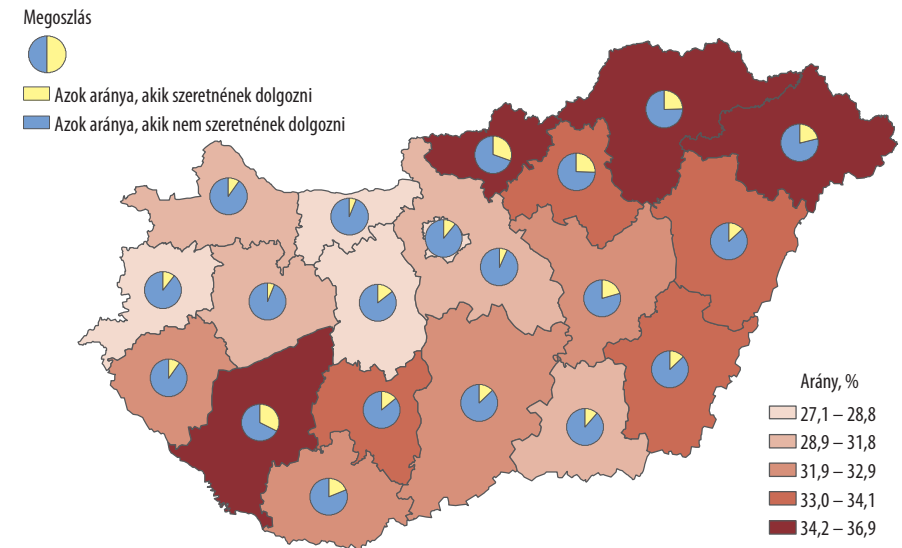 Megoszlás
Azok aránya, akik szeretnének dolgozni
Azok aránya, akik nem szeretnének dolgozni
Arány, %
27,1 – 28,8
28,9 – 31,8
31,9 – 32,9
33,0 – 34,1
34,2 – 36,9